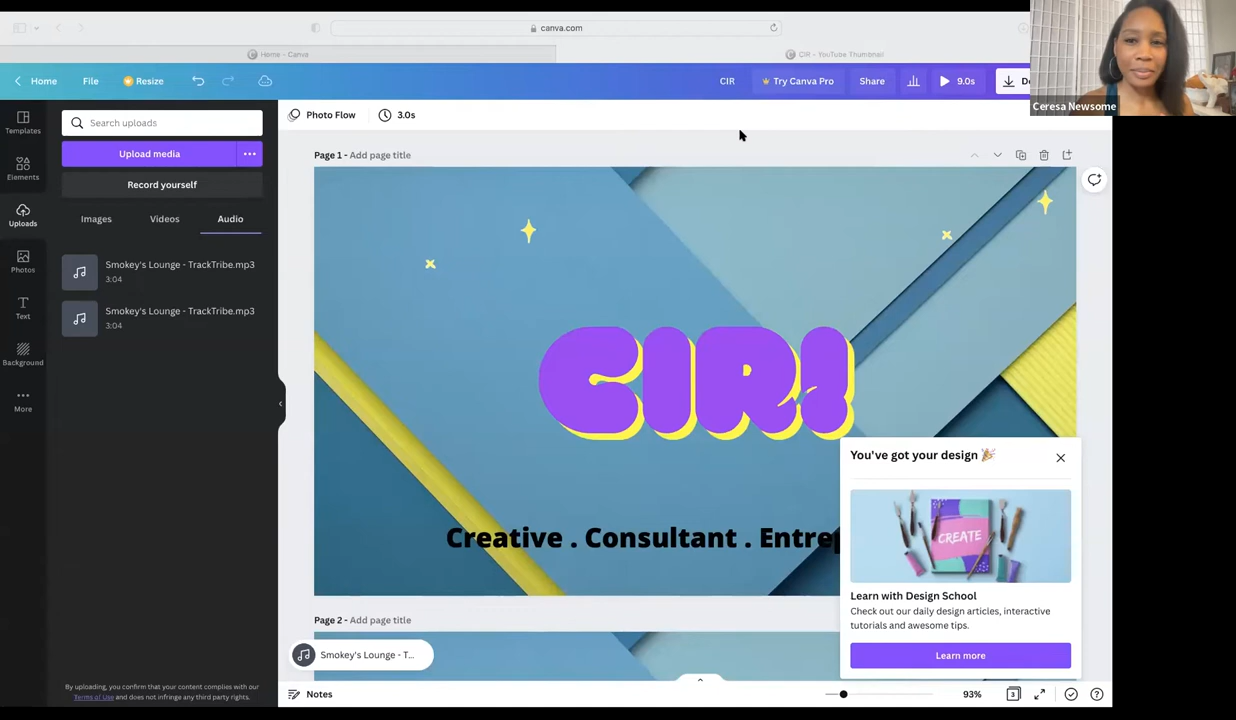 canva.com
Home - Canva
CIR - YouTube Thumbnail
Home
File
Resize
CIR
Try Canva Pro
Share
9.0s
Ceresa Newsome
Templates
Elements
Uploads
Photos
Text
Background
More
Search uploads
Upload media
Record yourself
Images
Videos
Audio
Smokey's Lounge - TrackTribe.mp3
3:04
Smokey's Lounge - TrackTribe.mp3
3:04
By uploading, you confirm that your content complies with our
Terms of Use and does not infringe any third party rights.
Photo Flow
3.0s
Page 1 - Add page title
CIR!
Creative . Consultant . Entrep
Page 2 - Add page title
Smokey's Lounge - T...
You've got your design
CREATE
Learn with Design School
Check out our daily design articles, interactive
tutorials and awesome tips.
Learn more
Notes
93%
3